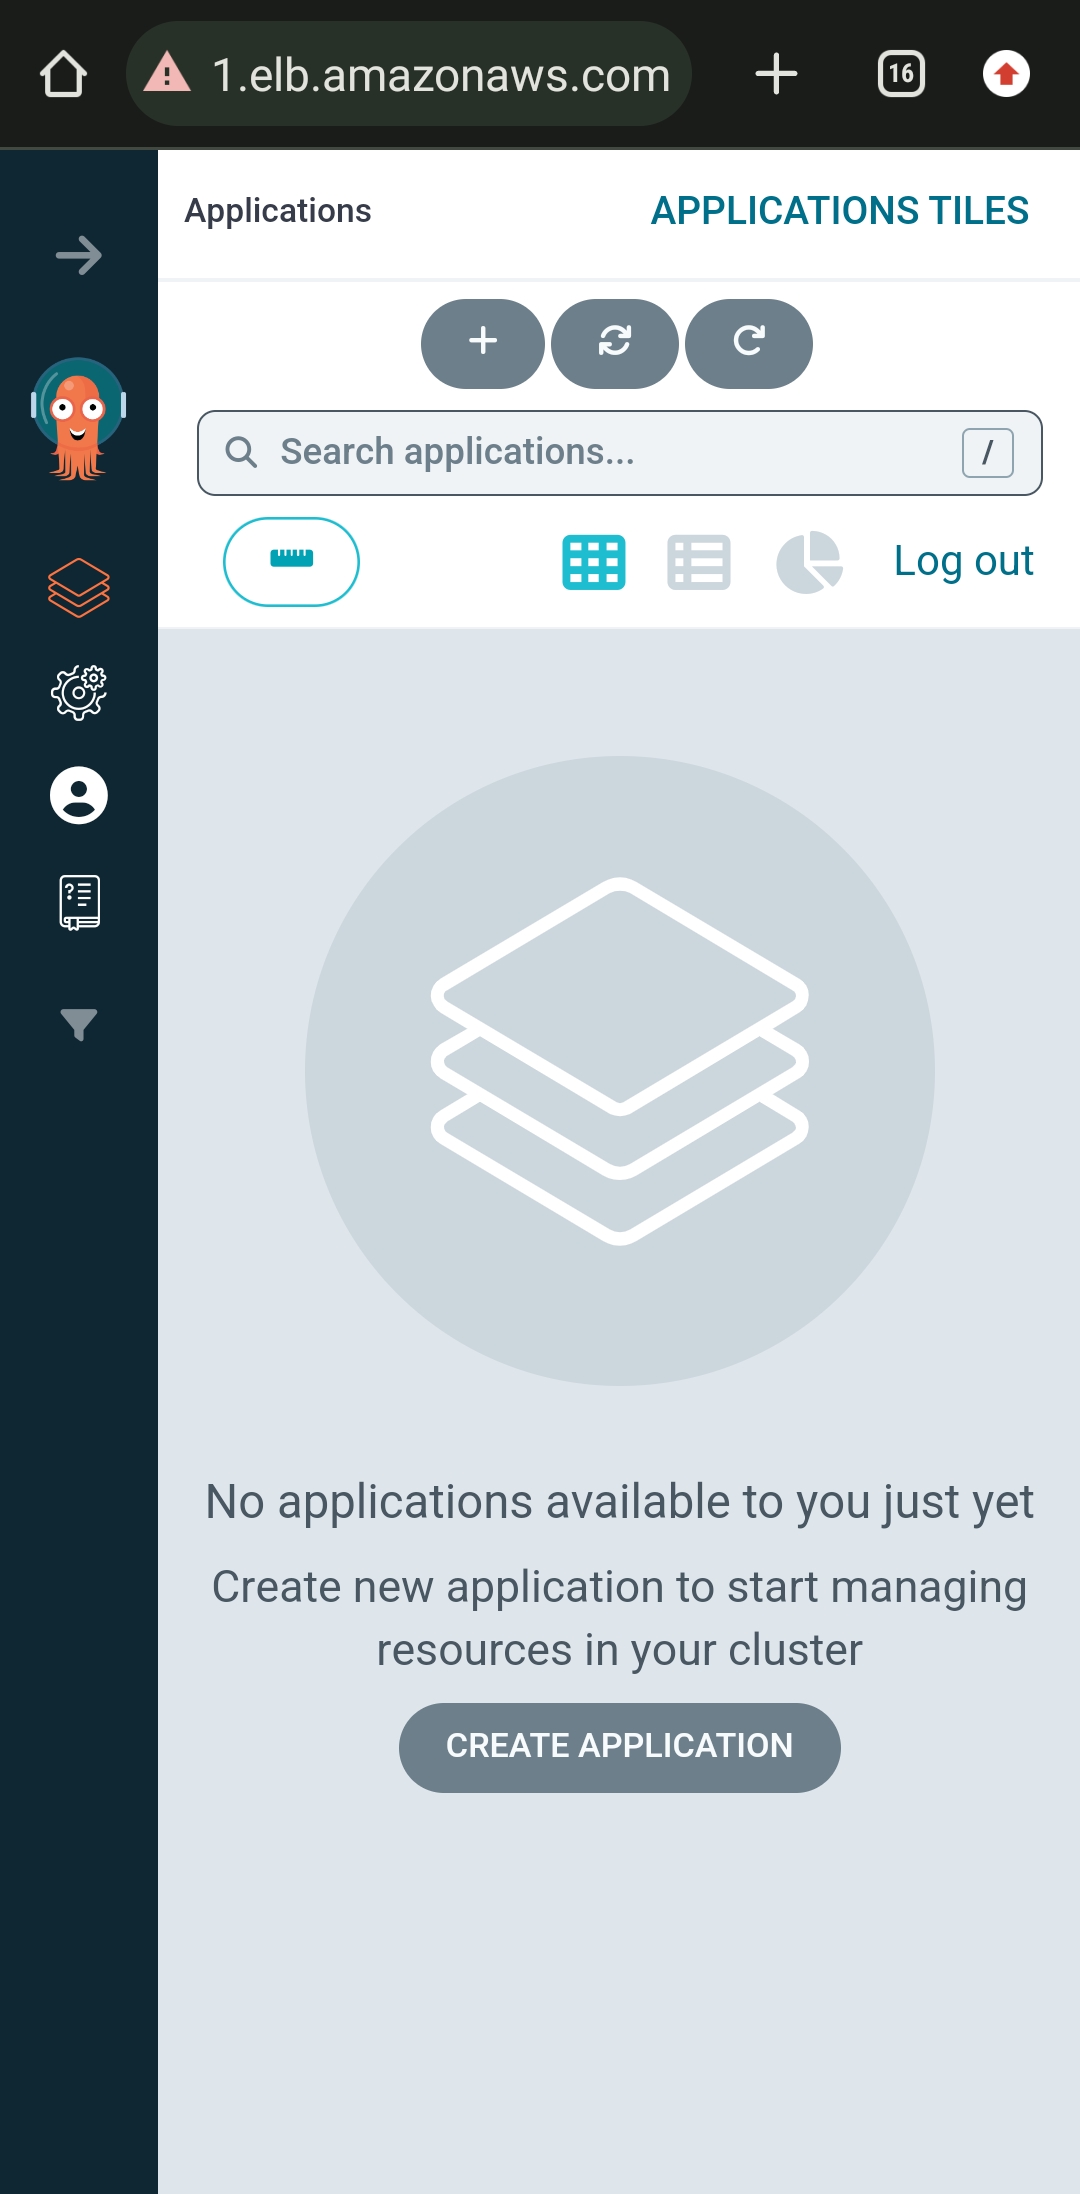 1.elb.amazonaws.com
16
Applications
APPLICATIONS TILES
Search applications...
/
Log out
No applications available to you just yet
Create new application to start managing
resources in your cluster
CREATE APPLICATION